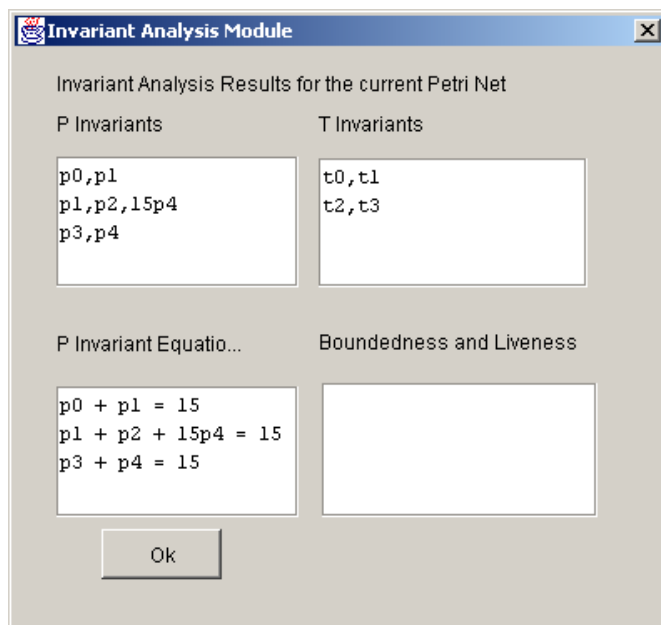 Invariant Analysis Module
Invariant Analysis Results for the current Petri Net
P Invariants
T Invariants
p0,p1
p1,p2,15p4
p3,p4
t0,t1
t2,t3
P Invariant Equatio...
Boundedness and Liveness
p0 + p1 = 15
p1 + p2 + 15p4 = 15
p3 + p4 = 15
Ok